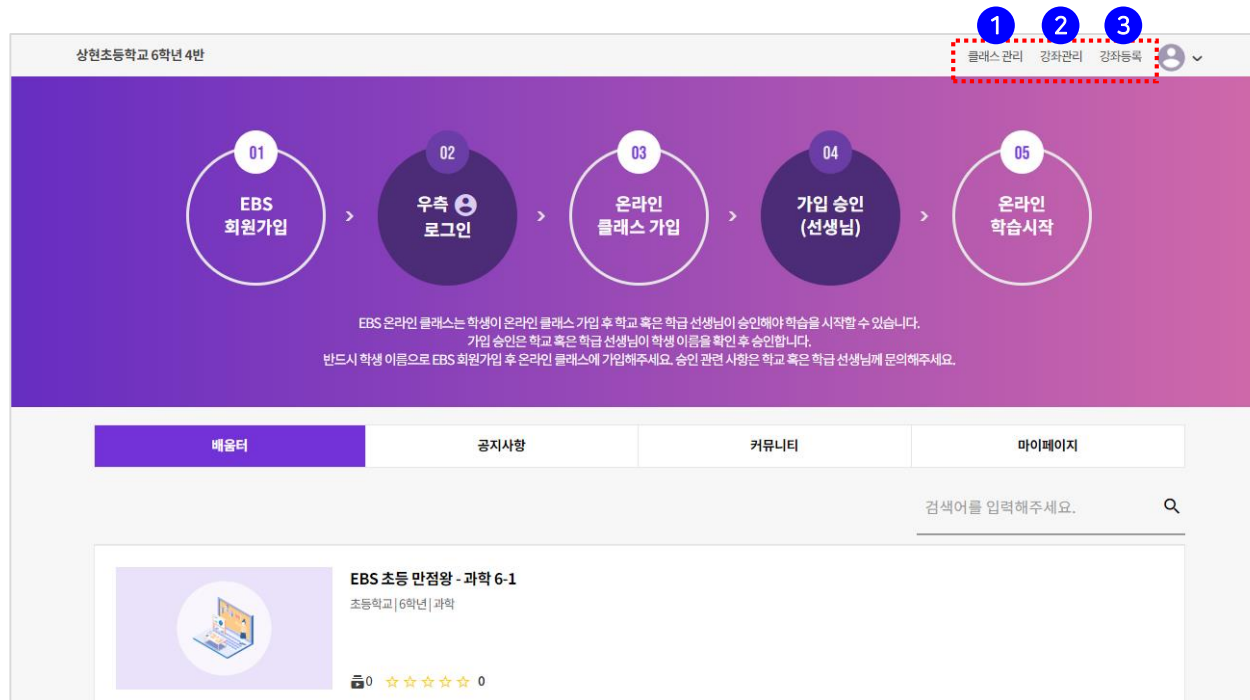 1 2 3
상현초등학교 6학년 4반
클래스 관리 강좌관리 강좌등록
01 02 03 04 05
EBS
회원가입
우측
로그인
온라인
클래스 가입
가입 승인
(선생님)
온라인
학습시작
EBS 온라인 클래스는 학생이 온라인 클래스 가입 후 학교 혹은 학급 선생님이 승인해야 학습을 시작할 수 있습니다.
가입 승인은 학교 혹은 학급 선생님이 학생 이름을 확인 후 승인합니다.
반드시 학생 이름으로 EBS 회원가입 후 온라인 클래스에 가입해주세요. 승인 관련 사항은 학교 혹은 학급 선생님께 문의해주세요.
배움터 공지사항 커뮤니티 마이페이지
검색어를 입력해주세요.
EBS 초등 만점왕 - 과학 6-1
초등학교 | 6학년 | 과학
0 ☆☆☆☆☆ 0